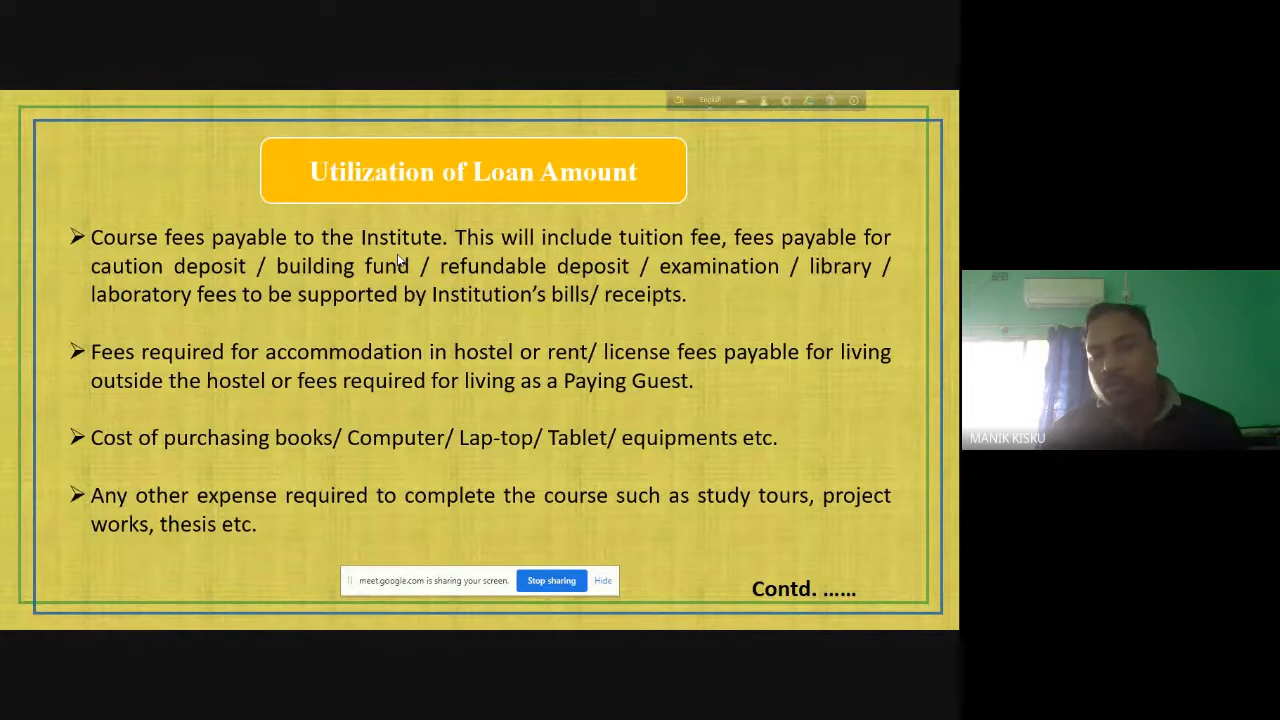 English
Utilization of Loan Amount
➢ Course fees payable to the Institute. This will include tuition fee, fees payable for
caution deposit / building fund / refundable deposit / examination / library /
laboratory fees to be supported by Institution’s bills/ receipts.
➢ Fees required for accommodation in hostel or rent/ license fees payable for living
outside the hostel or fees required for living as a Paying Guest.
➢ Cost of purchasing books/ Computer/ Lap-top/ Tablet/ equipments etc.
➢ Any other expense required to complete the course such as study tours, project
works, thesis etc.
meet.google.com is sharing your screen. Stop sharing Hide
Contd. ......
MANIK KISKU